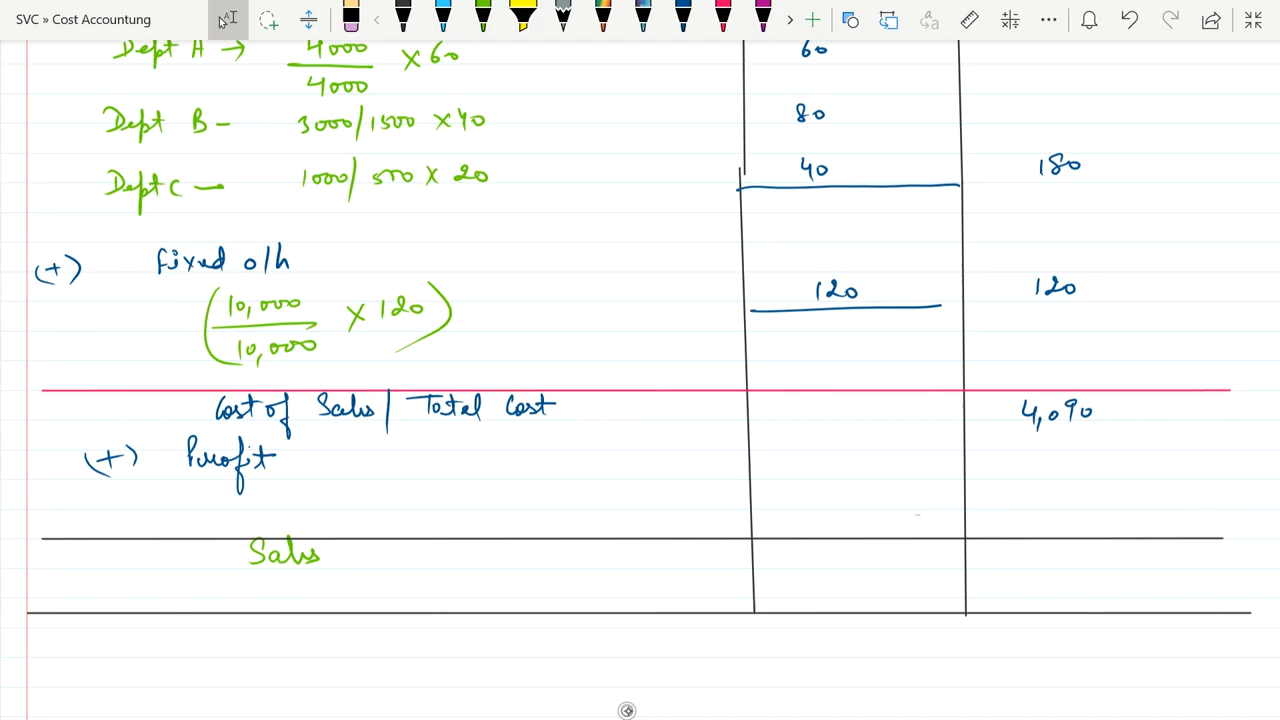 SVC » Cost Accountung
Dept A → 4000 / 4000 × 60 60
Dept B - 3000/1500 × 40 80
Dept C — 1000/500 × 20 40 180
(+) Fixed o/h
(10,000 / 10,000 × 120) 120 120
Cost of Sales | Total Cost 4,090
(+) Profit
Sales